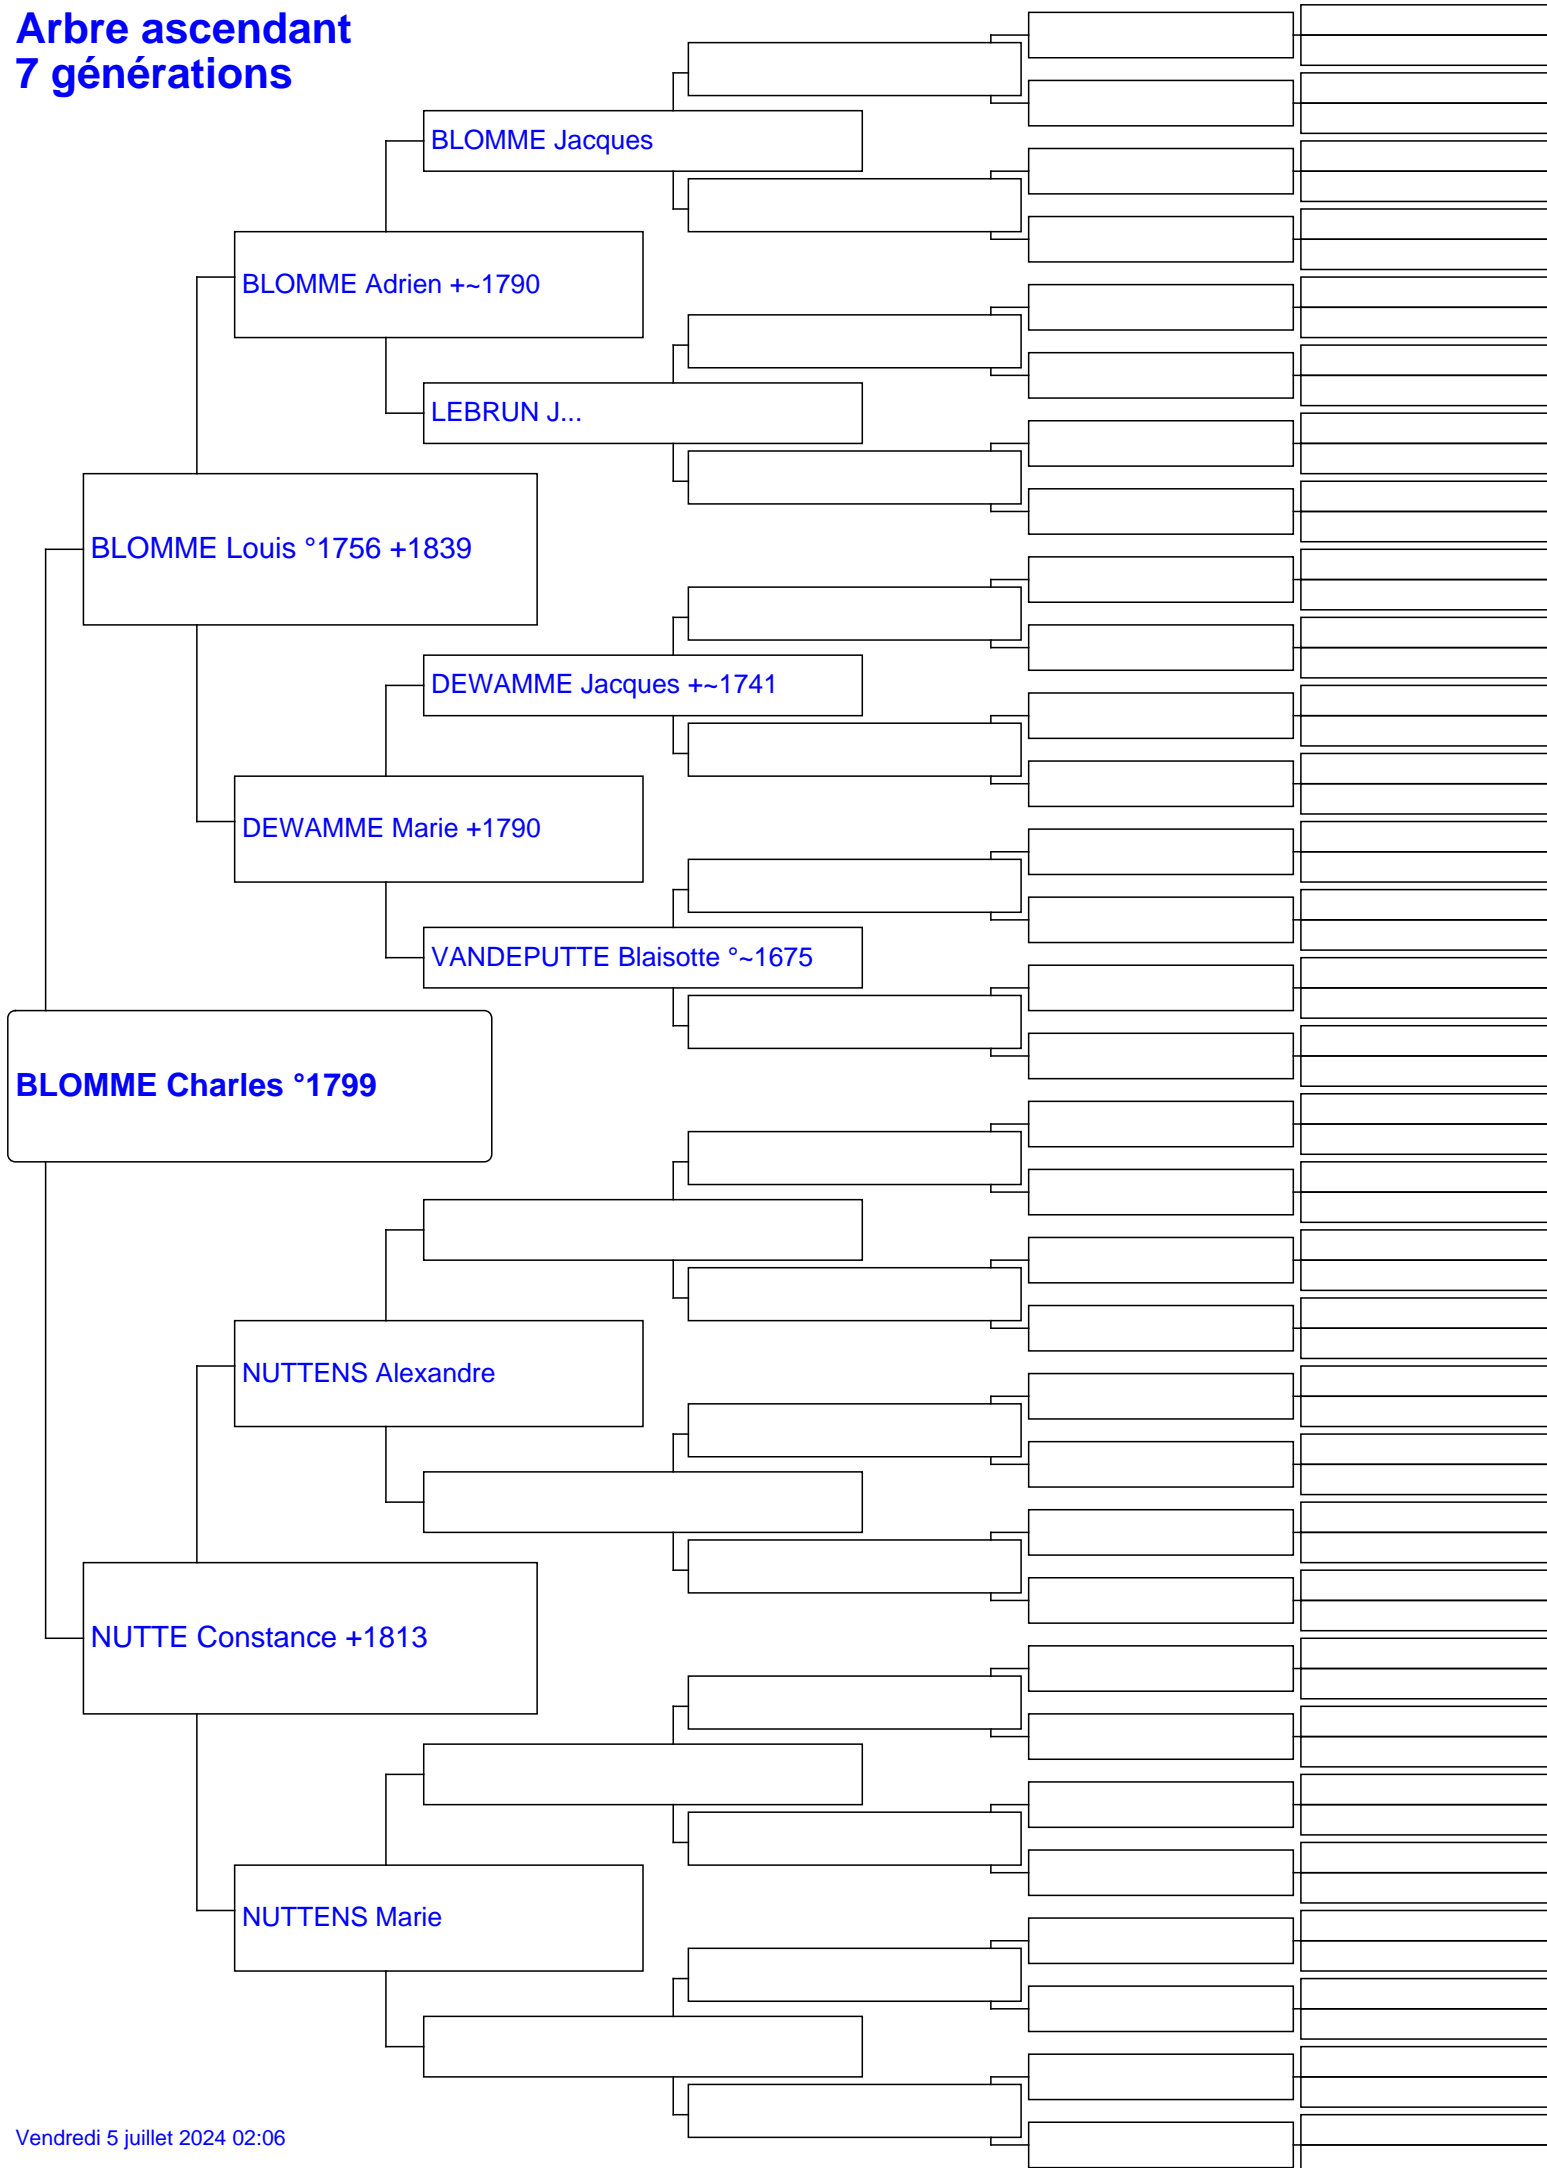 Arbre ascendant
7 générations
BLOMME Jacques
BLOMME Adrien +~1790
LEBRUN J...
BLOMME Louis °1756 +1839
DEWAMME Jacques +~1741
DEWAMME Marie +1790
VANDEPUTTE Blaisotte °~1675
BLOMME Charles °1799
NUTTENS Alexandre
NUTTE Constance +1813
NUTTENS Marie
Vendredi 5 juillet 2024 02:06